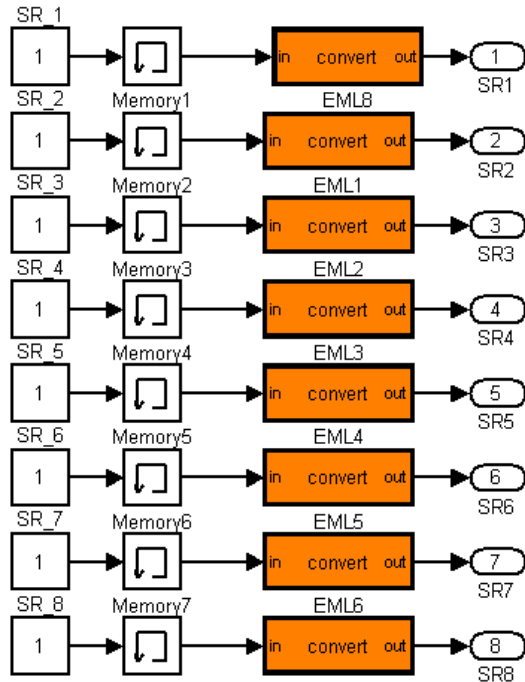 SR_1
1 in convert out 1
SR1
SR_2 Memory1 EML8
1 in convert out 2
SR2
SR_3 Memory2 EML1
1 in convert out 3
SR3
SR_4 Memory3 EML2
1 in convert out 4
SR4
SR_5 Memory4 EML3
1 in convert out 5
SR5
SR_6 Memory5 EML4
1 in convert out 6
SR6
SR_7 Memory6 EML5
1 in convert out 7
SR7
SR_8 Memory7 EML6
1 in convert out 8
SR8